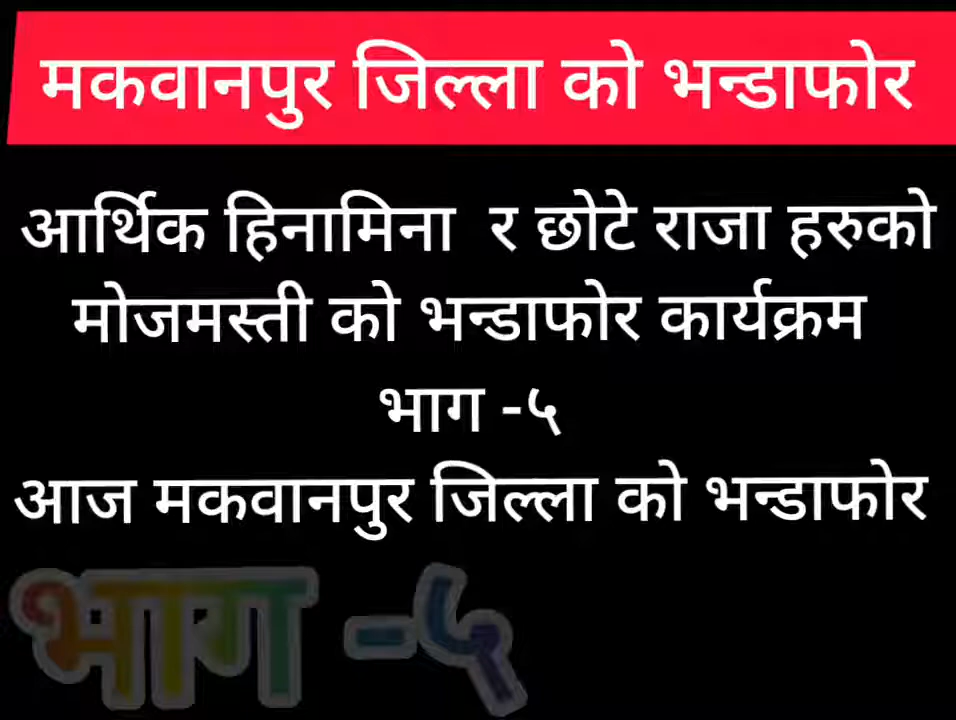 मकवानपुर जिल्ला को भन्डाफोर
आर्थिक हिनामिना र छोटे राजा हरुको
मोजमस्ती को भन्डाफोर कार्यक्रम
भाग -५
आज मकवानपुर जिल्ला को भन्डाफोर
भाग -५